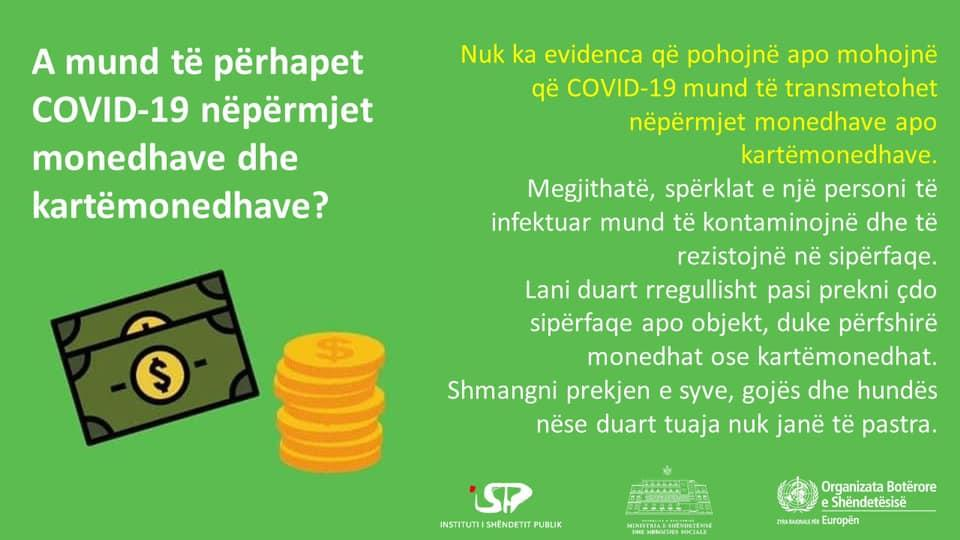 A mund të përhapet
COVID-19 nëpërmjet
monedhave dhe
kartëmonedhave?
Nuk ka evidenca që pohojnë apo mohojnë
që COVID-19 mund të transmetohet
nëpërmjet monedhave apo
kartëmonedhave.
Megjithatë, spërklat e një personi të
infektuar mund të kontaminojnë dhe të
rezistojnë në sipërfaqe.
Lani duart rregullisht pasi prekni çdo
sipërfaqe apo objekt, duke përfshirë
monedhat ose kartëmonedhat.
Shmangni prekjen e syve, gojës dhe hundës
nëse duart tuaja nuk janë të pastra.
$
$
iSHP
INSTITUTI I SHËNDETIT PUBLIK
MINISTRIA E SHËNDETËSISË
DHE MBROJTJES SOCIALE
Organizata Botërore
e Shëndetësisë
ZYRA RAJONALE PËR Europën